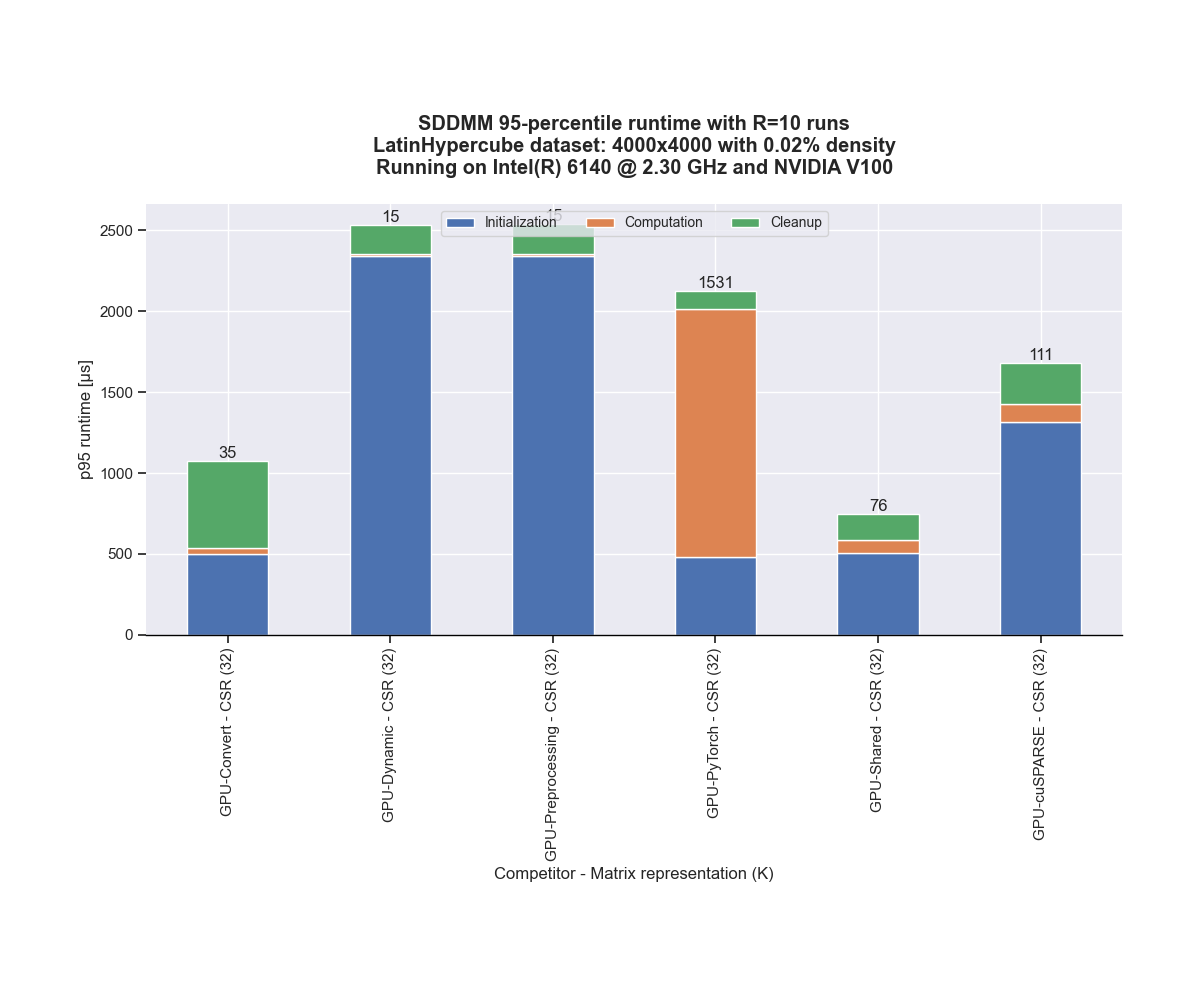 SDDMM 95-percentile runtime with R=10 runs
LatinHypercube dataset: 4000x4000 with 0.02% density
Running on Intel(R) 6140 @ 2.30 GHz and NVIDIA V100
Initialization
Computation
Cleanup
35
15
15
1531
76
111
p95 runtime [µs]
2500
2000
1500
1000
500
0
GPU-Convert - CSR (32)
GPU-Dynamic - CSR (32)
GPU-Preprocessing - CSR (32)
GPU-PyTorch - CSR (32)
GPU-Shared - CSR (32)
GPU-cuSPARSE - CSR (32)
Competitor - Matrix representation (K)